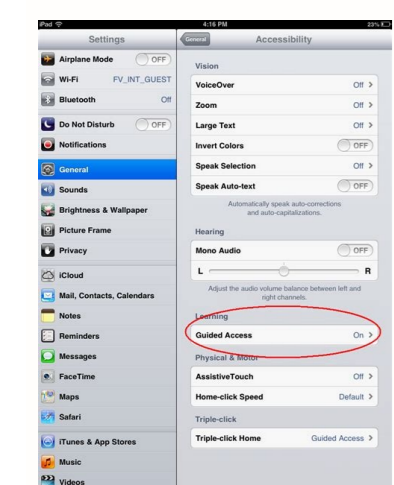 iPad 4:16 PM 23%
Settings
General Accessibility
Airplane Mode OFF
Wi-Fi FV_INT_GUEST
Bluetooth Off
Do Not Disturb OFF
Notifications
General
Sounds
Brightness & Wallpaper
Picture Frame
Privacy
iCloud
Mail, Contacts, Calendars
Notes
Reminders
Messages
FaceTime
Maps
Safari
iTunes & App Stores
Music
Videos
Vision
VoiceOver Off
Zoom Off
Large Text Off
Invert Colors OFF
Speak Selection Off
Speak Auto-text OFF
Automatically speak auto-corrections
and auto-capitalizations.
Hearing
Mono Audio OFF
L R
Adjust the audio volume balance between left and
right channels.
Learning
Guided Access On
Physical & Motor
AssistiveTouch Off
Home-click Speed Default
Triple-click
Triple-click Home Guided Access